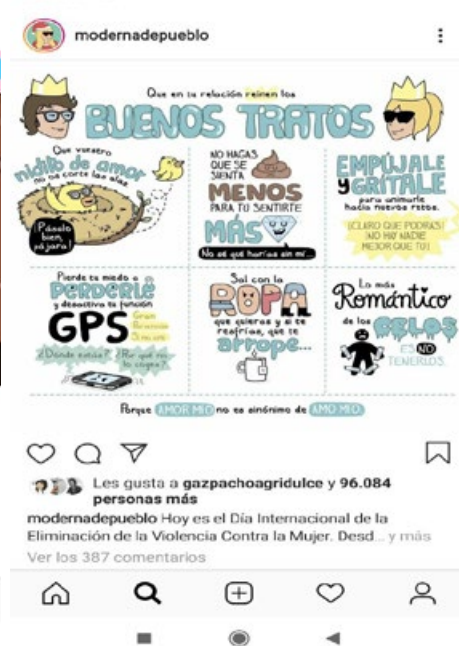 modernadepueblo
Que en tu relación reinen los
BUENOS TRATOS
Que vuestro
nidito de amor
no os corte las alas
¡Pásalo
bien,
pájara!
NO HAGAS
QUE SE
SIENTA
MENOS
PARA TÚ SENTIRTE
MÁS
No sé qué harías sin mí...
EMPÚJALE
Y GRÍTALE
para animarle
hacia nuevos retos.
¡CLARO QUE PODRÁS!
¡NO HAY NADIE
MEJOR QUE TÚ!
Pierde tu miedo a
PERDERLE
y desactiva tu función
GPS
¿Dónde estás?
¿Por qué no
lo coges?
Sal con la
ROPA
que quieras y si te
resfrías, que te
arrope...
Lo más
Romántico
de los CELOS
ES NO
TENERLOS.
Porque AMOR MÍO no es sinónimo de AMO MÍO
Les gusta a gazpachoagridulce y 96.084
personas más
modernadepueblo Hoy es el Día Internacional de la
Eliminación de la Violencia Contra la Mujer. Desd... y más
Ver los 387 comentarios